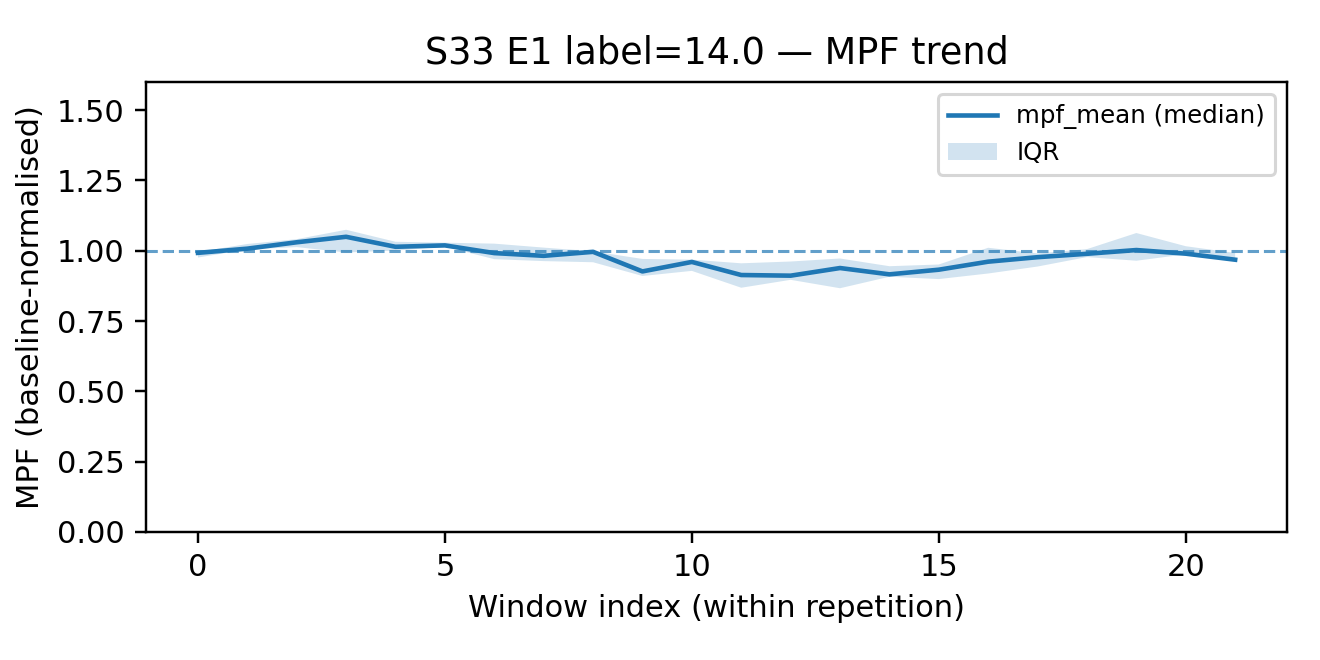 S33 E1 label=14.0 — MPF trend
mpf_mean (median)
IQR
MPF (baseline-normalised)
1.50
1.25
1.00
0.75
0.50
0.25
0.00
0 5 10 15 20
Window index (within repetition)